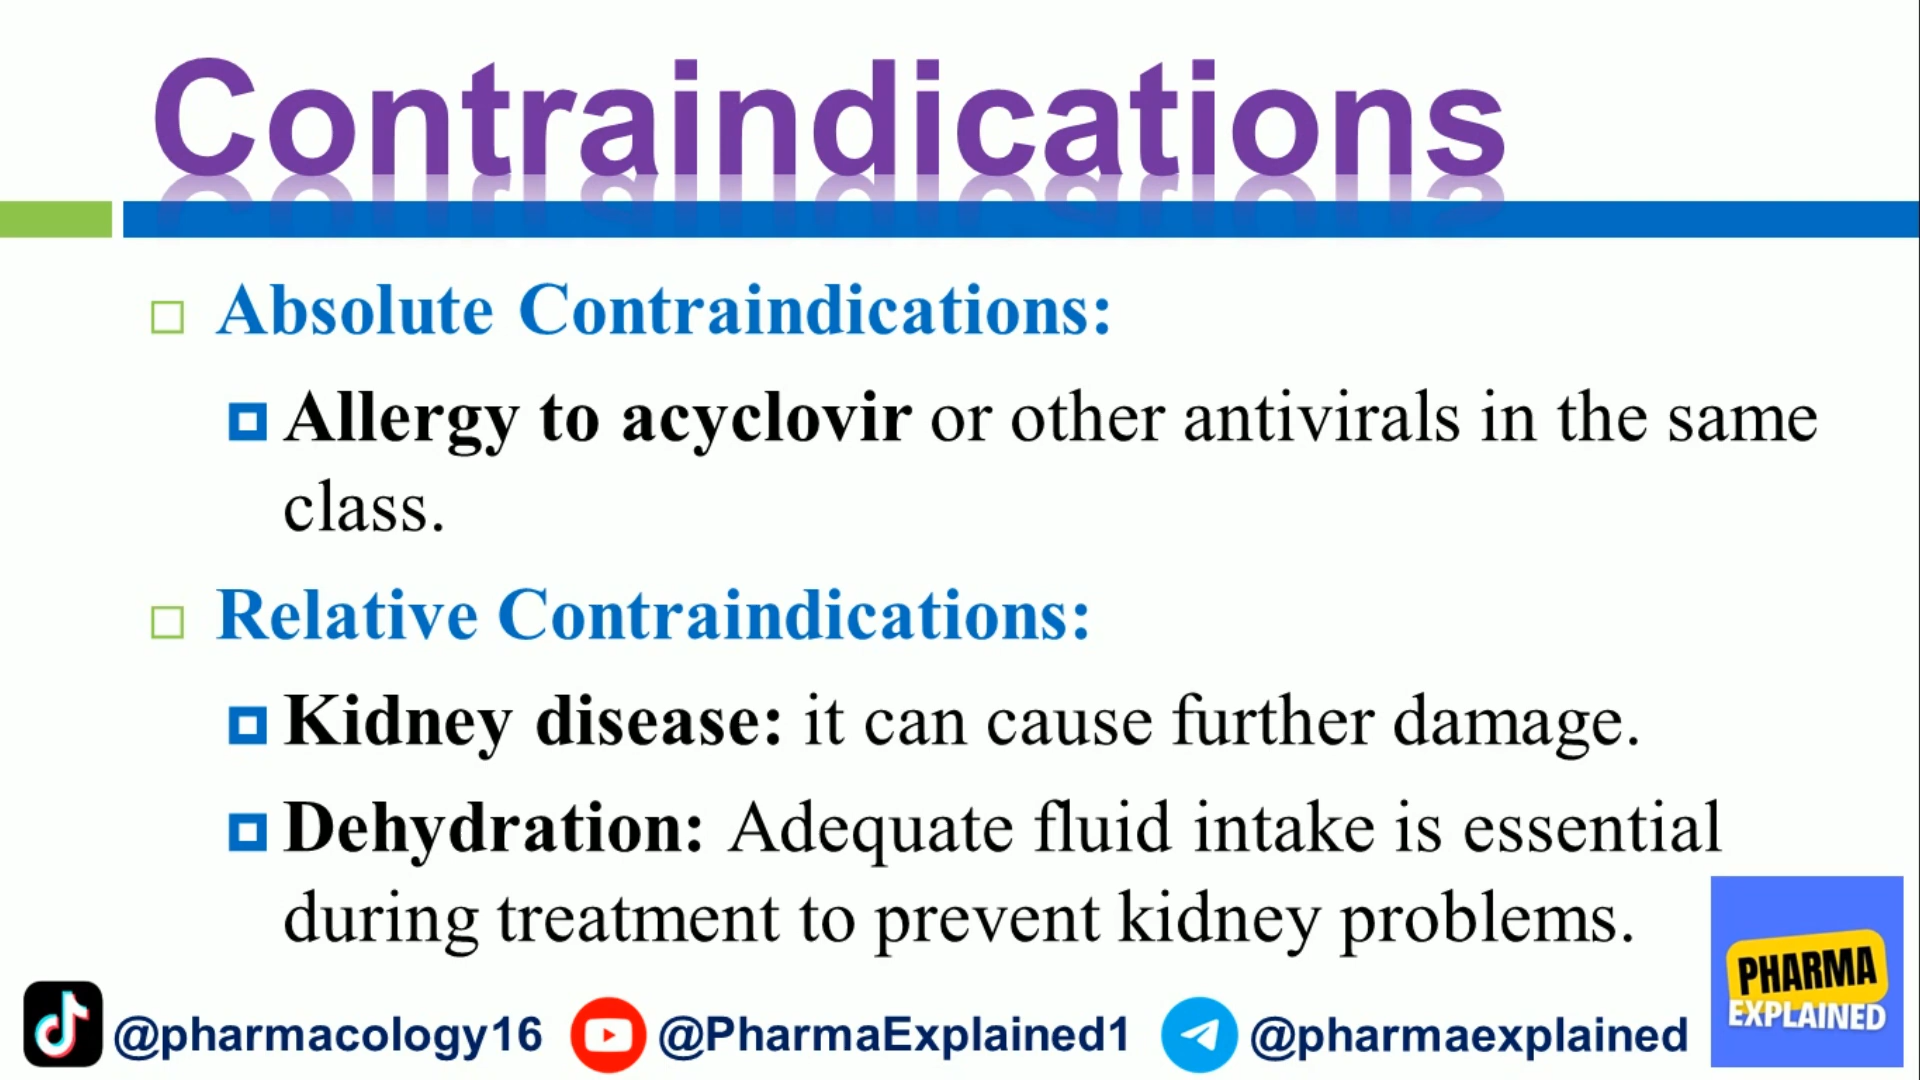 Contraindications
Absolute Contraindications:
Allergy to acyclovir or other antivirals in the same
class.
Relative Contraindications:
Kidney disease: it can cause further damage.
Dehydration: Adequate fluid intake is essential
during treatment to prevent kidney problems.
PHARMA
EXPLAINED
@pharmacology16 @PharmaExplained1 @pharmaexplained